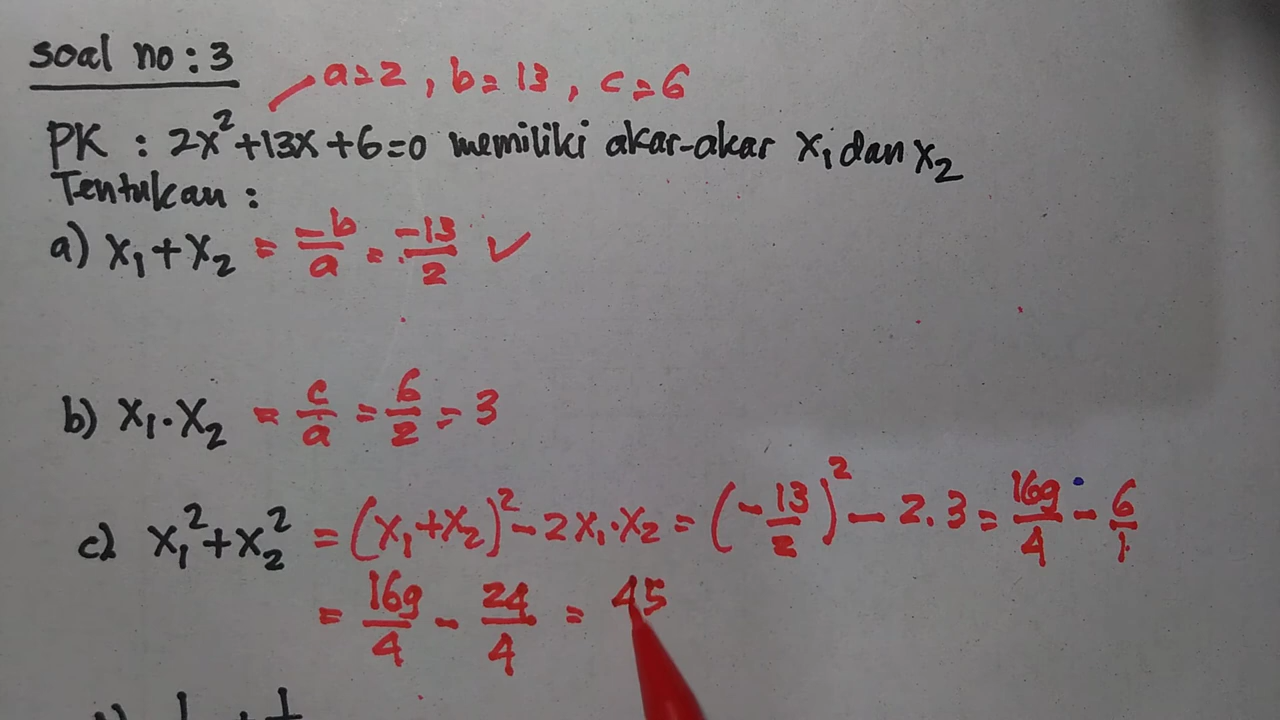 soal no : 3
a = 2 , b = 13 , c = 6
PK : 2x² + 13x + 6 = 0 memiliki akar-akar x₁ dan x₂
Tentukan :
a) x₁ + x₂ = -b/a = -13/2 ✓
b) x₁ . x₂ = c/a = 6/2 = 3
c) x₁² + x₂² = (x₁ + x₂)² - 2x₁ . x₂ = (-13/2)² - 2 . 3 = 169/4 - 6/1
= 169/4 - 24/4 = 45